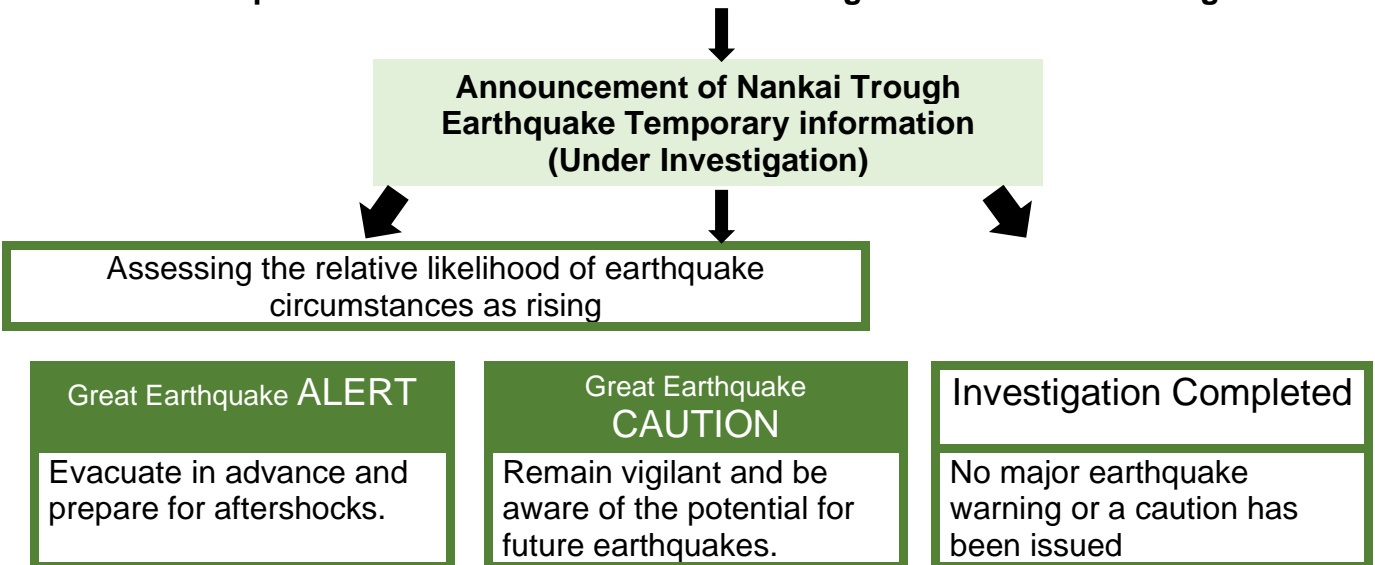 Announcement of Nankai Trough
Earthquake Temporary information
(Under Investigation)
Assessing the relative likelihood of earthquake
circumstances as rising
Great Earthquake ALERT
Evacuate in advance and
prepare for aftershocks.
Great Earthquake
CAUTION
Remain vigilant and be
aware of the potential for
future earthquakes.
Investigation Completed
No major earthquake
warning or a caution has
been issued